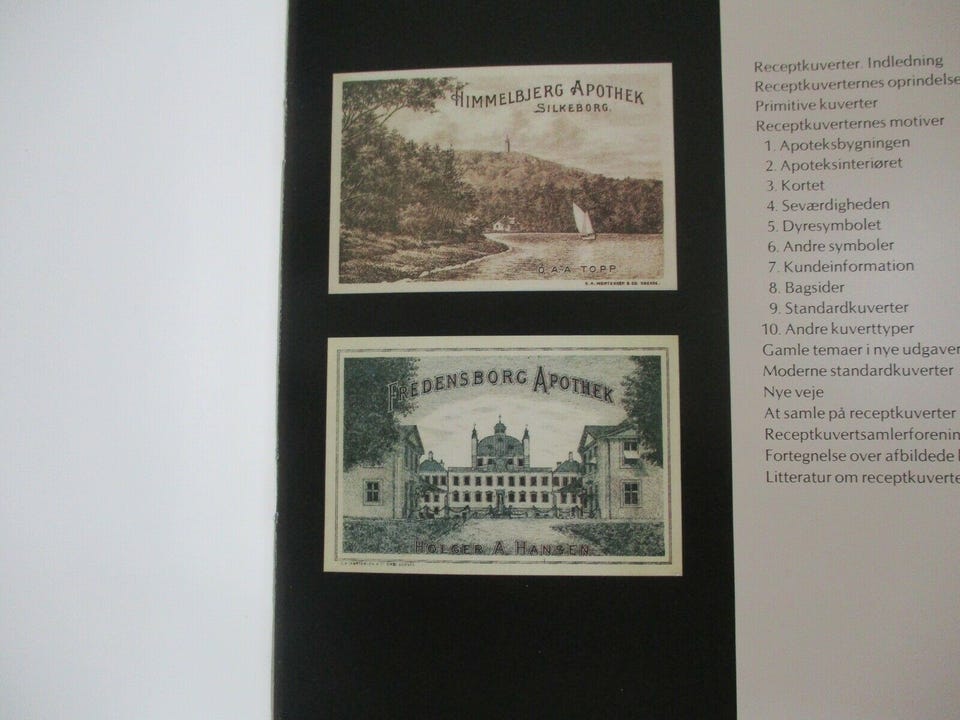 HIMMELBJERG APOTHEK
SILKEBORG.
O. A. A. TOPP
FREDENSBORG APOTHEK
HOLGER A. HANSEN
Receptkuverter. Indledning
Receptkuverternes oprindelse
Primitive kuverter
Receptkuverternes motiver
1. Apoteksbygningen
2. Apoteksinteriøret
3. Kortet
4. Seværdigheden
5. Dyresymbolet
6. Andre symboler
7. Kundeinformation
8. Bagsider
9. Standardkuverter
10. Andre kuverttyper
Gamle temaer i nye udgaver
Moderne standardkuverter
Nye veje
At samle på receptkuverter
Receptkuvertsamlerforenin
Fortegnelse over afbildede
Litteratur om receptkuverte